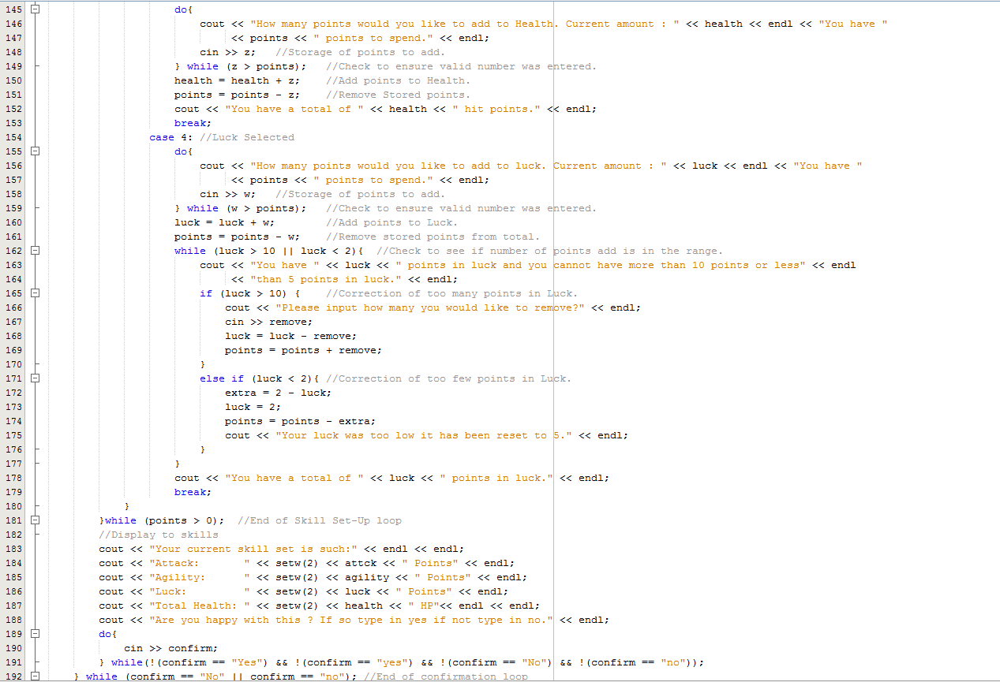 145 do{
146 cout << "How many points would you like to add to Health. Current amount : " << health << endl << "You have "
147 << points << " points to spend." << endl;
148 cin >> z; //Storage of points to add.
149 } while (z > points); //Check to ensure valid number was entered.
150 health = health + z; //Add points to Health.
151 points = points - z; //Remove Stored points.
152 cout << "You have a total of " << health << " hit points." << endl;
153 break;
154 case 4: //Luck Selected
155 do{
156 cout << "How many points would you like to add to luck. Current amount : " << luck << endl << "You have "
157 << points << " points to spend." << endl;
158 cin >> w; //Storage of points to add.
159 } while (w > points); //Check to ensure valid number was entered.
160 luck = luck + w; //Add points to Luck.
161 points = points - w; //Remove stored points from total.
162 while (luck > 10 || luck < 2){ //Check to see if number of points add is in the range.
163 cout << "You have " << luck << " points in luck and you cannot have more than 10 points or less" << endl
164 << "than 5 points in luck." << endl;
165 if (luck > 10) { //Correction of too many points in Luck.
166 cout << "Please input how many you would like to remove?" << endl;
167 cin >> remove;
168 luck = luck - remove;
169 points = points + remove;
170 }
171 else if (luck < 2){ //Correction of too few points in Luck.
172 extra = 2 - luck;
173 luck = 2;
174 points = points - extra;
175 cout << "Your luck was too low it has been reset to 5." << endl;
176 }
177 }
178 cout << "You have a total of " << luck << " points in luck." << endl;
179 break;
180 }
181 }while (points > 0); //End of Skill Set-Up loop
182 //Display to skills
183 cout << "Your current skill set is such:" << endl << endl;
184 cout << "Attack: " << setw(2) << attck << " Points" << endl;
185 cout << "Agility: " << setw(2) << agility << " Points" << endl;
186 cout << "Luck: " << setw(2) << luck << " Points" << endl;
187 cout << "Total Health: " << setw(2) << health << " HP"<< endl << endl;
188 cout << "Are you happy with this ? If so type in yes if not type in no." << endl;
189 do{
190 cin >> confirm;
191 } while(!(confirm == "Yes") && !(confirm == "yes") && !(confirm == "No") && !(confirm == "no"));
192 } while (confirm == "No" || confirm == "no"); //End of confirmation loop